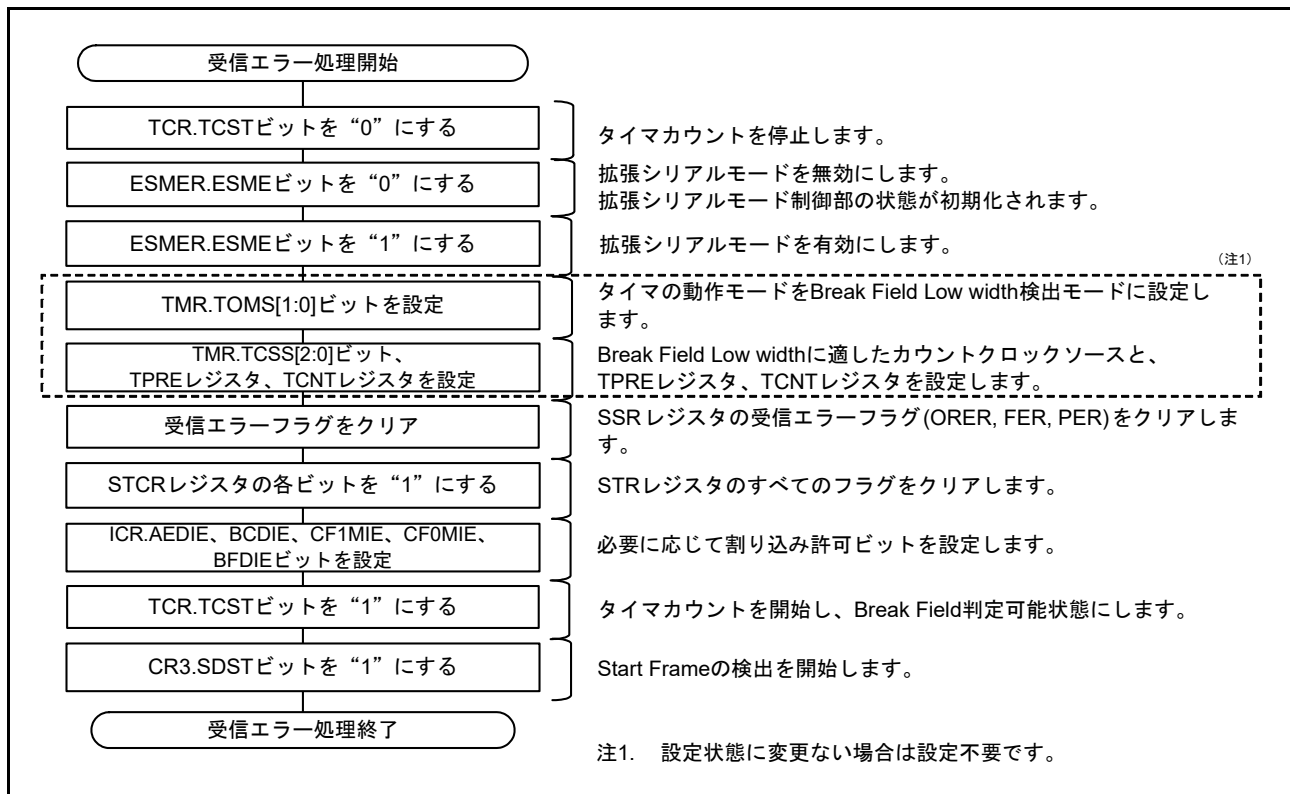 受信エラー処理開始
TCR.TCSTビットを“0”にする
タイマカウントを停止します。
ESMER.ESMEビットを“0”にする
拡張シリアルモードを無効にします。
拡張シリアルモード制御部の状態が初期化されます。
ESMER.ESMEビットを“1”にする
拡張シリアルモードを有効にします。
（注1）
TMR.TOMS[1:0]ビットを設定
タイマの動作モードをBreak Field Low width検出モードに設定し
ます。
TMR.TCSS[2:0]ビット、
TPREレジスタ、TCNTレジスタを設定
Break Field Low widthに適したカウントクロックソースと、
TPREレジスタ、TCNTレジスタを設定します。
受信エラーフラグをクリア
SSRレジスタの受信エラーフラグ(ORER, FER, PER)をクリアしま
す。
STCRレジスタの各ビットを“1”にする
STRレジスタのすべてのフラグをクリアします。
ICR.AEDIE、BCDIE、CF1MIE、CF0MIE、
BFDIEビットを設定
必要に応じて割り込み許可ビットを設定します。
TCR.TCSTビットを“1”にする
タイマカウントを開始し、Break Field判定可能状態にします。
CR3.SDSTビットを“1”にする
Start Frameの検出を開始します。
受信エラー処理終了
注1. 設定状態に変更ない場合は設定不要です。